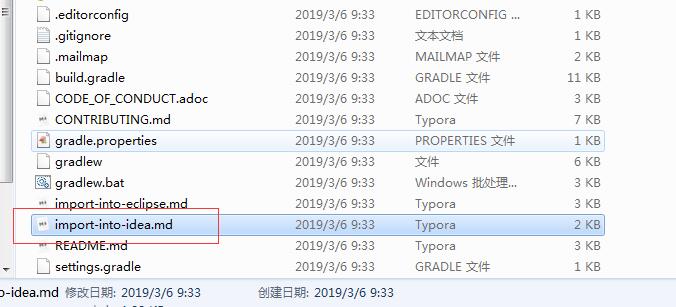 .editorconfig 2019/3/6 9:33 EDITORCONFIG ... 1 KB
.gitignore 2019/3/6 9:33 文本文档 1 KB
.mailmap 2019/3/6 9:33 MAILMAP 文件 2 KB
build.gradle 2019/3/6 9:33 GRADLE 文件 11 KB
CODE_OF_CONDUCT.adoc 2019/3/6 9:33 ADOC 文件 3 KB
CONTRIBUTING.md 2019/3/6 9:33 Typora 7 KB
gradle.properties 2019/3/6 9:33 PROPERTIES 文件 1 KB
gradlew 2019/3/6 9:33 文件 6 KB
gradlew.bat 2019/3/6 9:33 Windows 批处理... 3 KB
import-into-eclipse.md 2019/3/6 9:33 Typora 3 KB
import-into-idea.md 2019/3/6 9:33 Typora 2 KB
README.md 2019/3/6 9:33 Typora 3 KB
settings.gradle 2019/3/6 9:33 GRADLE 文件 1 KB
o-idea.md 修改日期: 2019/3/6 9:33 创建日期: 2019/3/6 9:33